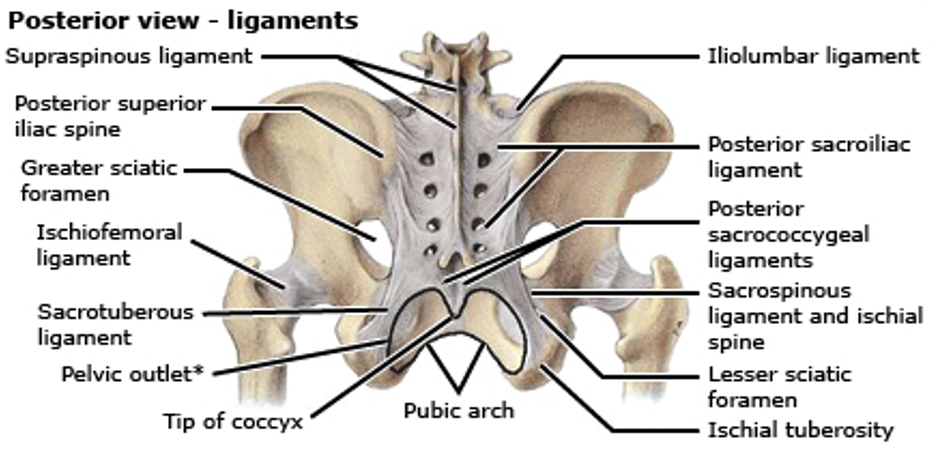 Posterior view - ligaments
Supraspinous ligament
Posterior superior
iliac spine
Greater sciatic
foramen
Ischiofemoral
ligament
Sacrotuberous
ligament
Pelvic outlet*
Tip of coccyx
Pubic arch
Iliolumbar ligament
Posterior sacroiliac
ligament
Posterior
sacrococcygeal
ligaments
Sacrospinous
ligament and ischial
spine
Lesser sciatic
foramen
Ischial tuberosity